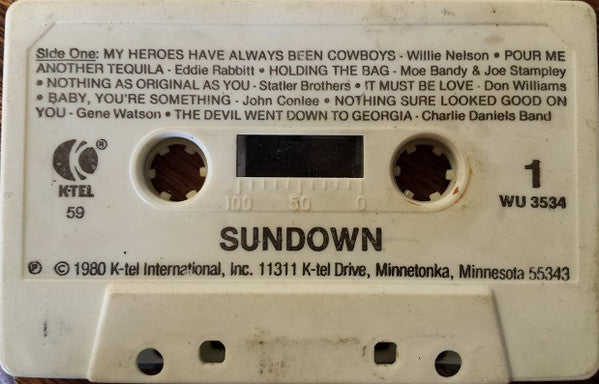 Side One: MY HEROES HAVE ALWAYS BEEN COWBOYS - Willie Nelson • POUR ME
ANOTHER TEQUILA - Eddie Rabbitt • HOLDING THE BAG - Moe Bandy & Joe Stampley
• NOTHING AS ORIGINAL AS YOU - Statler Brothers • IT MUST BE LOVE - Don Williams
• BABY, YOU'RE SOMETHING - John Conlee • NOTHING SURE LOOKED GOOD ON
YOU - Gene Watson • THE DEVIL WENT DOWN TO GEORGIA - Charlie Daniels Band
K
®
K-TEL
59
1
WU 3534
100 50 0
SUNDOWN
℗ © 1980 K-tel International, Inc. 11311 K-tel Drive, Minnetonka, Minnesota 55343